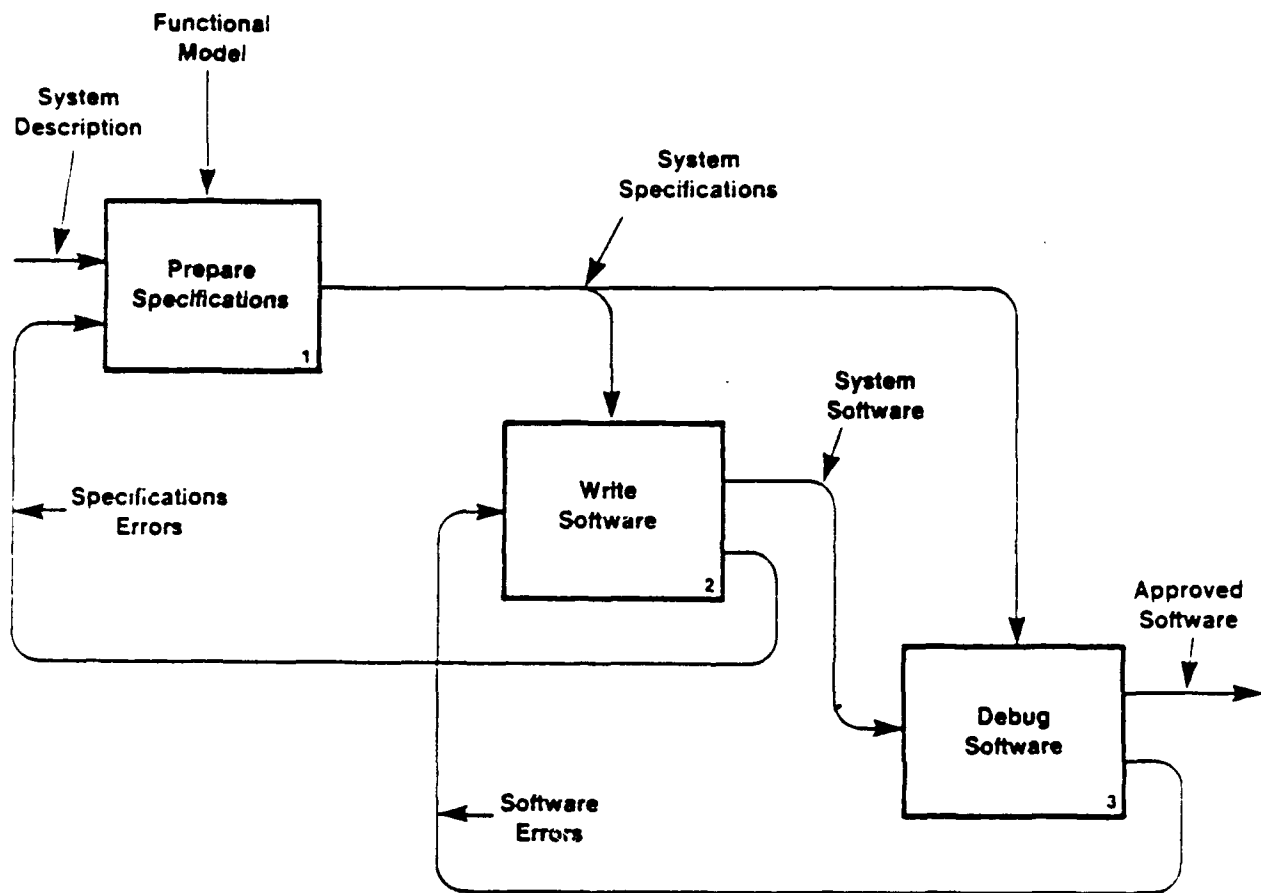 Functional
Model
System
Description
System
Specifications
Prepare
Specifications
1
System
Software
Specifications
Errors
Write
Software
2
Approved
Software
Debug
Software
3
Software
Errors